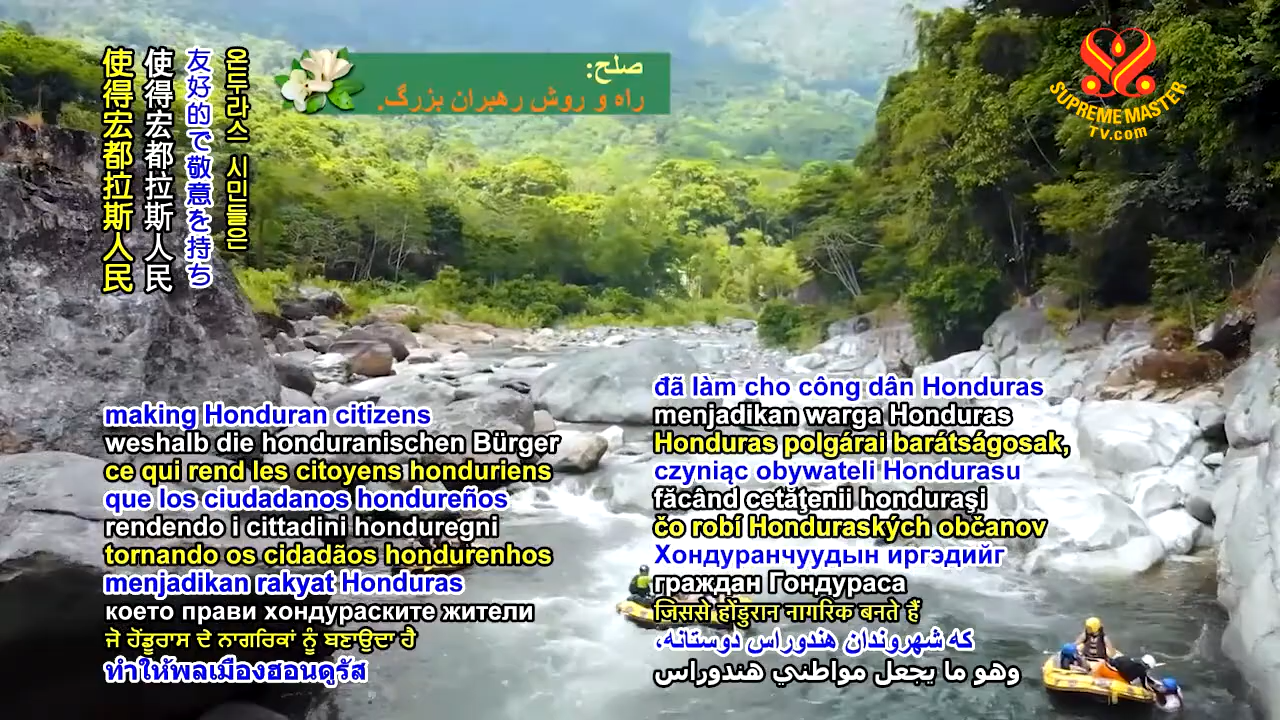 صلح:
راه و روش رهبران بزرگ.
SUPREME MASTER
TV.com
使得宏都拉斯人民
使得宏都拉斯人民
友好的で敬意を持ち
온두라스 시민들은
making Honduran citizens
weshalb die honduranischen Bürger
ce qui rend les citoyens honduriens
que los ciudadanos hondureños
rendendo i cittadini honduregni
tornando os cidadãos hondurenhos
menjadikan rakyat Honduras
което прави хондураските жители
ਜੋ ਹੋਂਡੂਰਾਸ ਦੇ ਨਾਗਰਿਕਾਂ ਨੂੰ ਬਣਾਉਂਦਾ ਹੈ
ทำให้พลเมืองฮอนดูรัส
đã làm cho công dân Honduras
menjadikan warga Honduras
Honduras polgárai barátságosak,
czyniąc obywateli Hondurasu
făcând cetăţenii honduraşi
čo robí Honduraských občanov
Хондуранчуудын иргэдийг
граждан Гондураса
जिससे होंडुरान नागरिक बनते हैं
که شهروندان هندوراس دوستانه،
وهو ما يجعل مواطني هندوراس